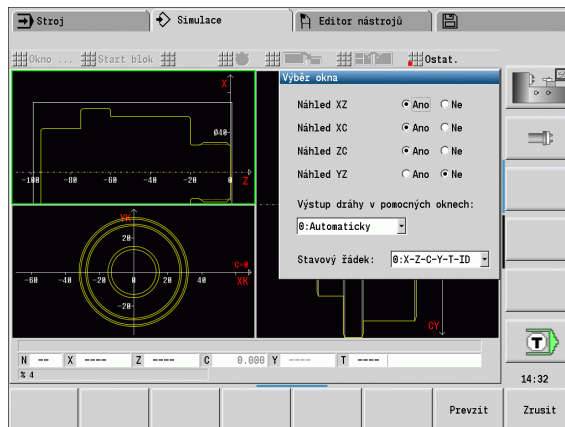 Stroj
Simulace
Editor nástrojů
Okno ...
Start blok
Ostat.
Výběr okna
Náhled XZ Ano Ne
Náhled XC Ano Ne
Náhled ZC Ano Ne
Náhled YZ Ano Ne
Výstup dráhy v pomocných oknech:
0:Automaticky
Stavový řádek: 0:X-Z-C-Y-T-ID
X
Ø40
-100 -80 -60 -40 -20 0 Z
YK
20
C=0
-60 -40 -20 20 40 XK
-20
CY
N -- X ---- Z ---- C 0.000 Y ---- T ----
% 4
T
14:32
Prevzit
Zrusit